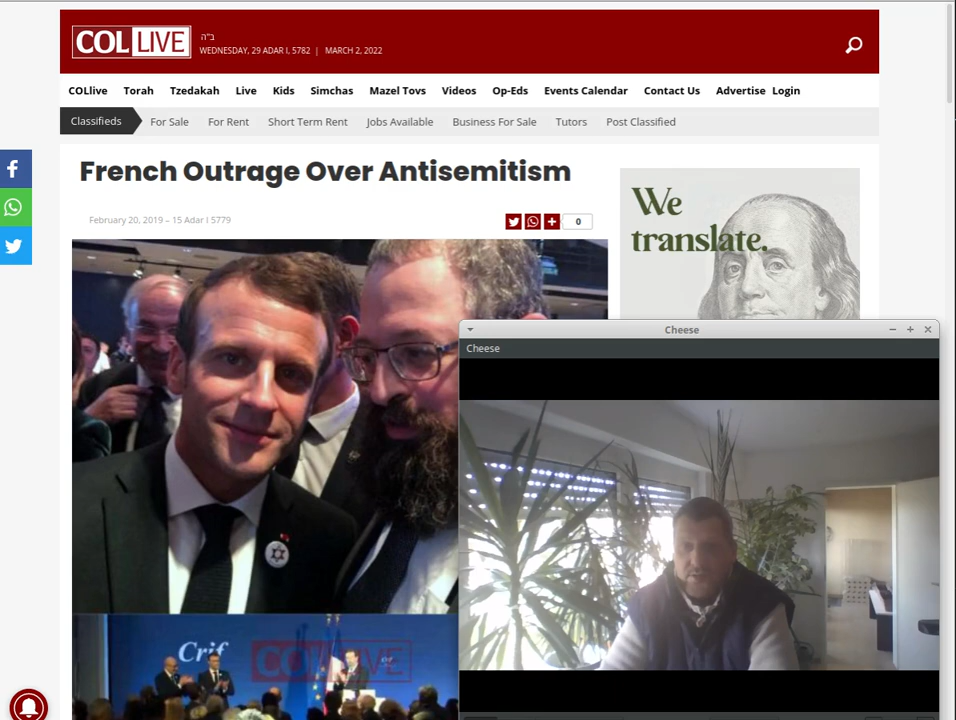 COL LIVE
ב"ה
WEDNESDAY, 29 ADAR I, 5782 | MARCH 2, 2022
COLlive Torah Tzedakah Live Kids Simchas Mazel Tovs Videos Op-Eds Events Calendar Contact Us Advertise Login
Classifieds For Sale For Rent Short Term Rent Jobs Available Business For Sale Tutors Post Classified
French Outrage Over Antisemitism
February 20, 2019 – 15 Adar I 5779
0
We
translate.
Cheese
Cheese
Crif
COLLIVE